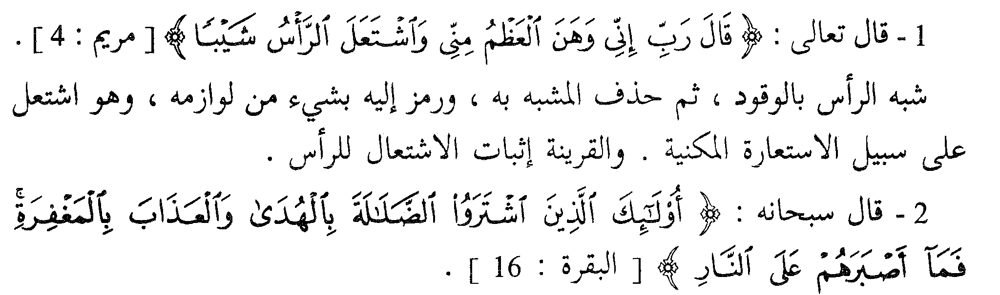 1 - قال تعالى : ﴿ قَالَ رَبِّ إِنِّي وَهَنَ ٱلْعَظْمُ مِنِّي وَٱشْتَعَلَ ٱلرَّأْسُ شَيْبًا ﴾ [ مريم : 4 ] .
شبه الرأس بالوقود ، ثم حذف المشبه به ، ورمز إليه بشيء من لوازمه ، وهو اشتعل
على سبيل الاستعارة المكنية . والقرينة إثبات الاشتعال للرأس .
2 - قال سبحانه : ﴿ أُوْلَـٰٓئِكَ ٱلَّذِينَ ٱشْتَرَوُا۟ ٱلضَّلَـٰلَةَ بِٱلْهُدَىٰ وَٱلْعَذَابَ بِٱلْمَغْفِرَةِۚ
فَمَآ أَصْبَرَهُمْ عَلَى ٱلنَّارِ ﴾ [ البقرة : 16 ] .